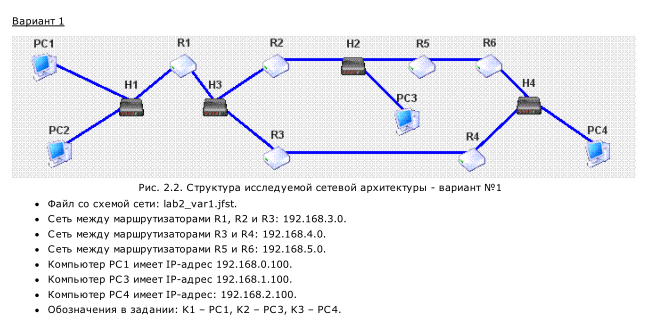 Вариант 1
PC1
R1
R2
H2
R5
R6
H1
H3
H4
PC3
PC2
R3
R4
PC4
Рис. 2.2. Структура исследуемой сетевой архитектуры - вариант №1
• Файл со схемой сети: lab2_var1.jfst.
• Сеть между маршрутизаторами R1, R2 и R3: 192.168.3.0.
• Сеть между маршрутизаторами R3 и R4: 192.168.4.0.
• Сеть между маршрутизаторами R5 и R6: 192.168.5.0.
• Компьютер PC1 имеет IP-адрес 192.168.0.100.
• Компьютер PC3 имеет IP-адрес 192.168.1.100.
• Компьютер PC4 имеет IP-адрес: 192.168.2.100.
• Обозначения в задании: K1 – PC1, K2 – PC3, K3 – PC4.